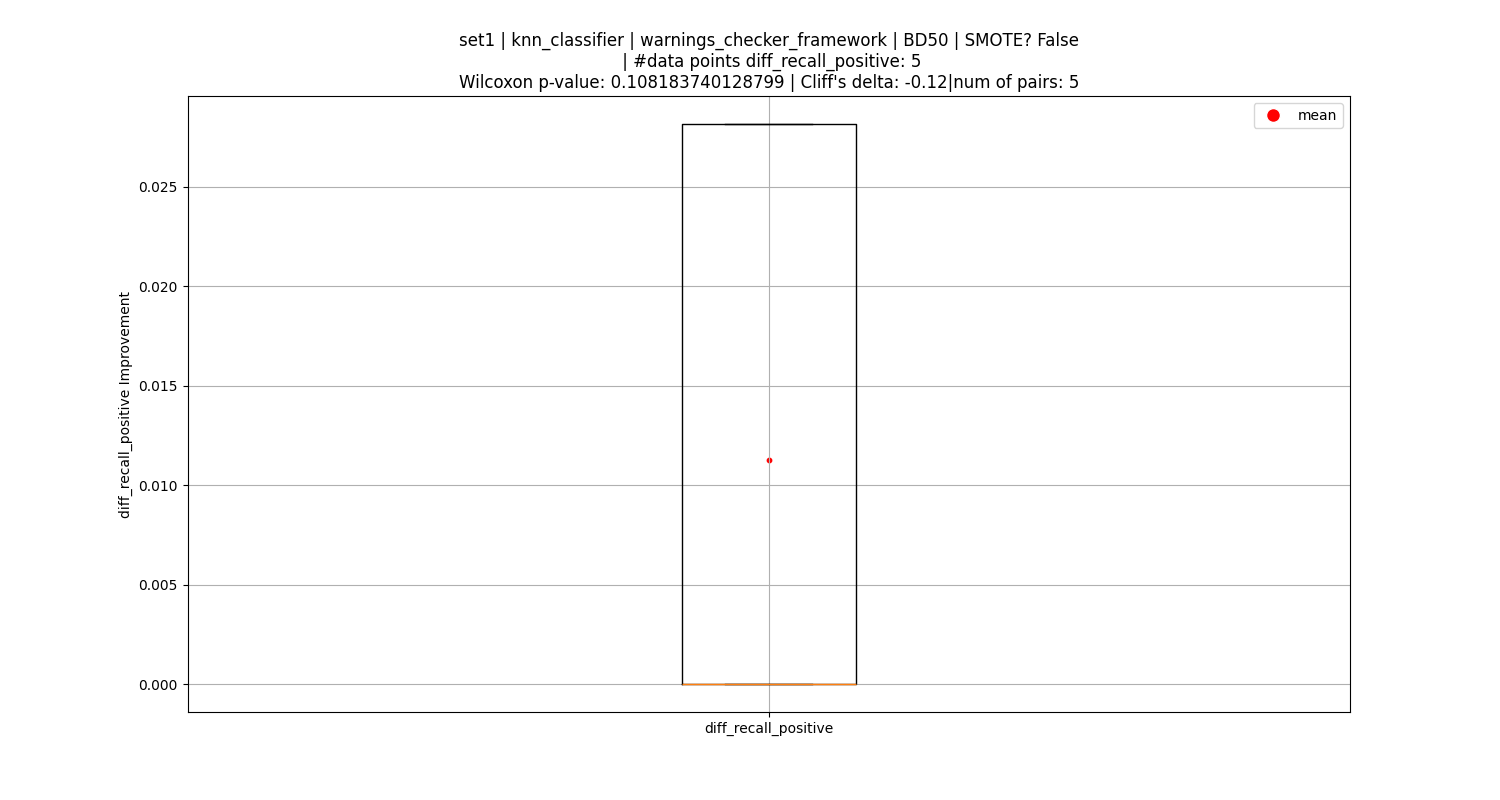 set1 | knn_classifier | warnings_checker_framework | BD50 | SMOTE? False
| #data points diff_recall_positive: 5
Wilcoxon p-value: 0.108183740128799 | Cliff's delta: -0.12|num of pairs: 5
mean
0.025
0.020
0.015
0.010
0.005
0.000
diff_recall_positive Improvement
diff_recall_positive